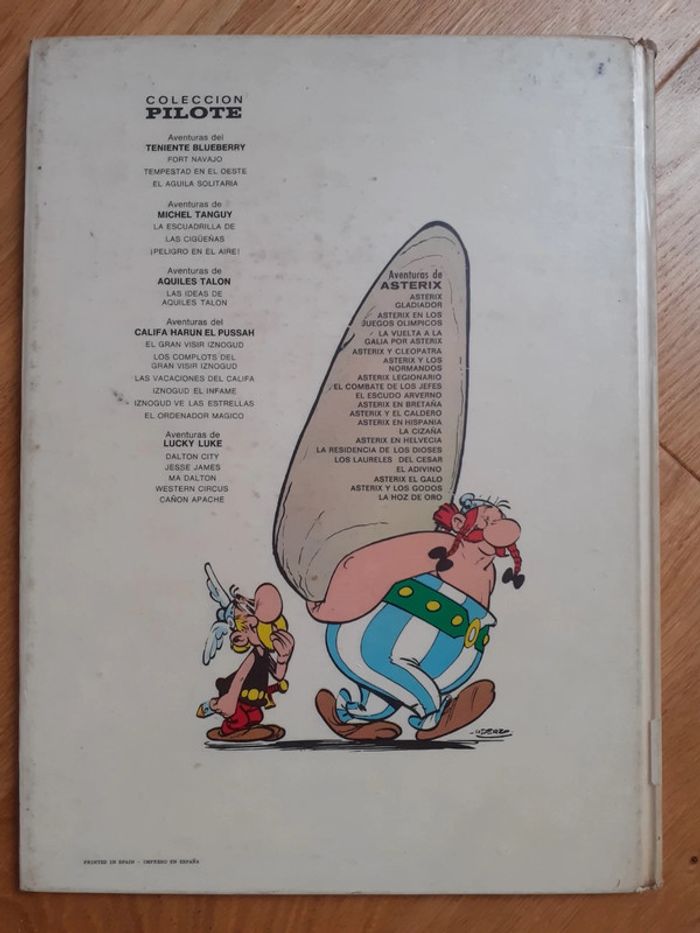 COLECCION
PILOTE
Aventuras del
TENIENTE BLUEBERRY
FORT NAVAJO
TEMPESTAD EN EL OESTE
EL AGUILA SOLITARIA
Aventuras de
MICHEL TANGUY
LA ESCUADRILLA DE
LAS CIGÜEÑAS
¡PELIGRO EN EL AIRE!
Aventuras de
AQUILES TALON
LAS IDEAS DE
AQUILES TALON
Aventuras del
CALIFA HARUN EL PUSSAH
EL GRAN VISIR IZNOGUD
LOS COMPLOTS DEL
GRAN VISIR IZNOGUD
LAS VACACIONES DEL CALIFA
IZNOGUD EL INFAME
IZNOGUD VE LAS ESTRELLAS
EL ORDENADOR MAGICO
Aventuras de
LUCKY LUKE
DALTON CITY
JESSE JAMES
MA DALTON
WESTERN CIRCUS
CAÑON APACHE
Aventuras de
ASTERIX
ASTERIX
GLADIADOR
ASTERIX EN LOS
JUEGOS OLIMPICOS
LA VUELTA A LA
GALIA POR ASTERIX
ASTERIX Y CLEOPATRA
ASTERIX Y LOS
NORMANDOS
ASTERIX LEGIONARIO
EL COMBATE DE LOS JEFES
EL ESCUDO ARVERNO
ASTERIX EN BRETAÑA
ASTERIX Y EL CALDERO
ASTERIX EN HISPANIA
LA CIZAÑA
ASTERIX EN HELVECIA
LA RESIDENCIA DE LOS DIOSES
LOS LAURELES DEL CESAR
EL ADIVINO
ASTERIX EL GALO
ASTERIX Y LOS GODOS
LA HOZ DE ORO
UDERZO
PRINTED IN SPAIN - IMPRESO EN ESPAÑA